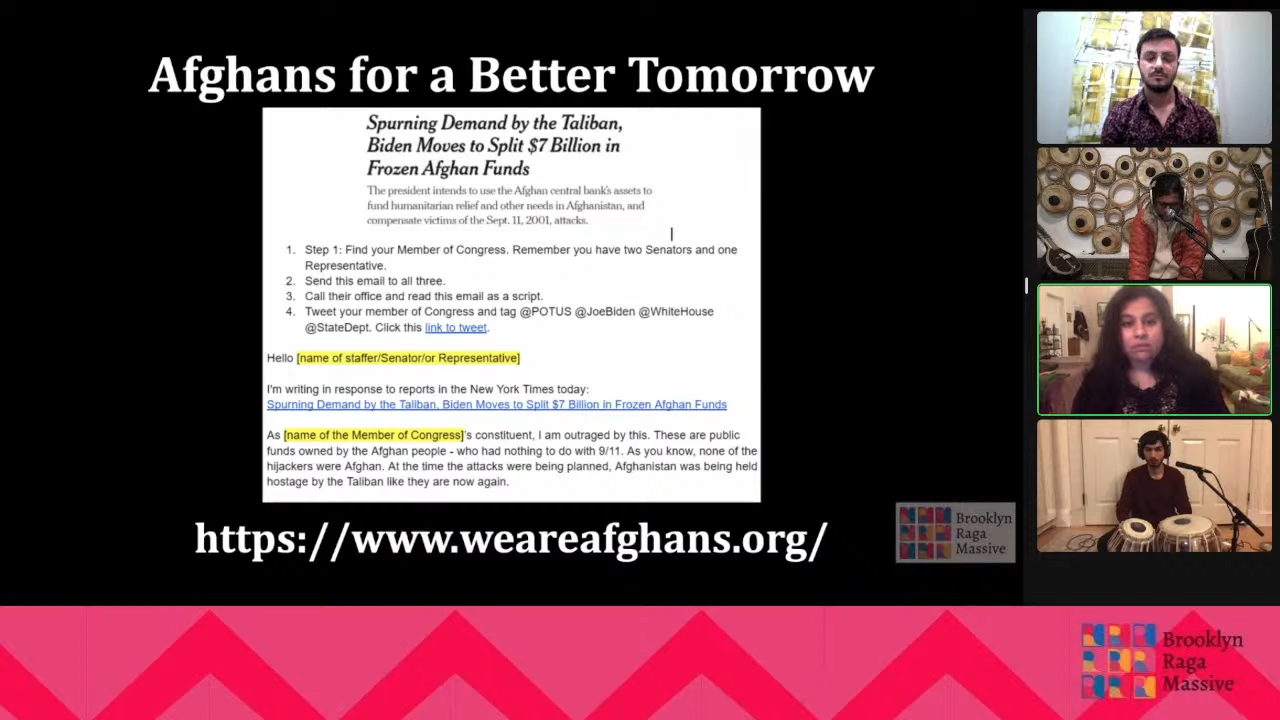 Afghans for a Better Tomorrow
Spurning Demand by the Taliban,
Biden Moves to Split $7 Billion in
Frozen Afghan Funds
The president intends to use the Afghan central bank's assets to
fund humanitarian relief and other needs in Afghanistan, and
compensate victims of the Sept. 11, 2001, attacks.
1. Step 1: Find your Member of Congress. Remember you have two Senators and one
Representative.
2. Send this email to all three.
3. Call their office and read this email as a script.
4. Tweet your member of Congress and tag @POTUS @JoeBiden @WhiteHouse
@StateDept. Click this link to tweet.
Hello [name of staffer/Senator/or Representative]
I'm writing in response to reports in the New York Times today:
Spurning Demand by the Taliban, Biden Moves to Split $7 Billion in Frozen Afghan Funds
As [name of the Member of Congress]'s constituent, I am outraged by this. These are public
funds owned by the Afghan people - who had nothing to do with 9/11. As you know, none of the
hijackers were Afghan. At the time the attacks were being planned, Afghanistan was being held
hostage by the Taliban like they are now again.
https://www.weareafghans.org/
Brooklyn
Raga
Massive
Brooklyn
Raga
Massive